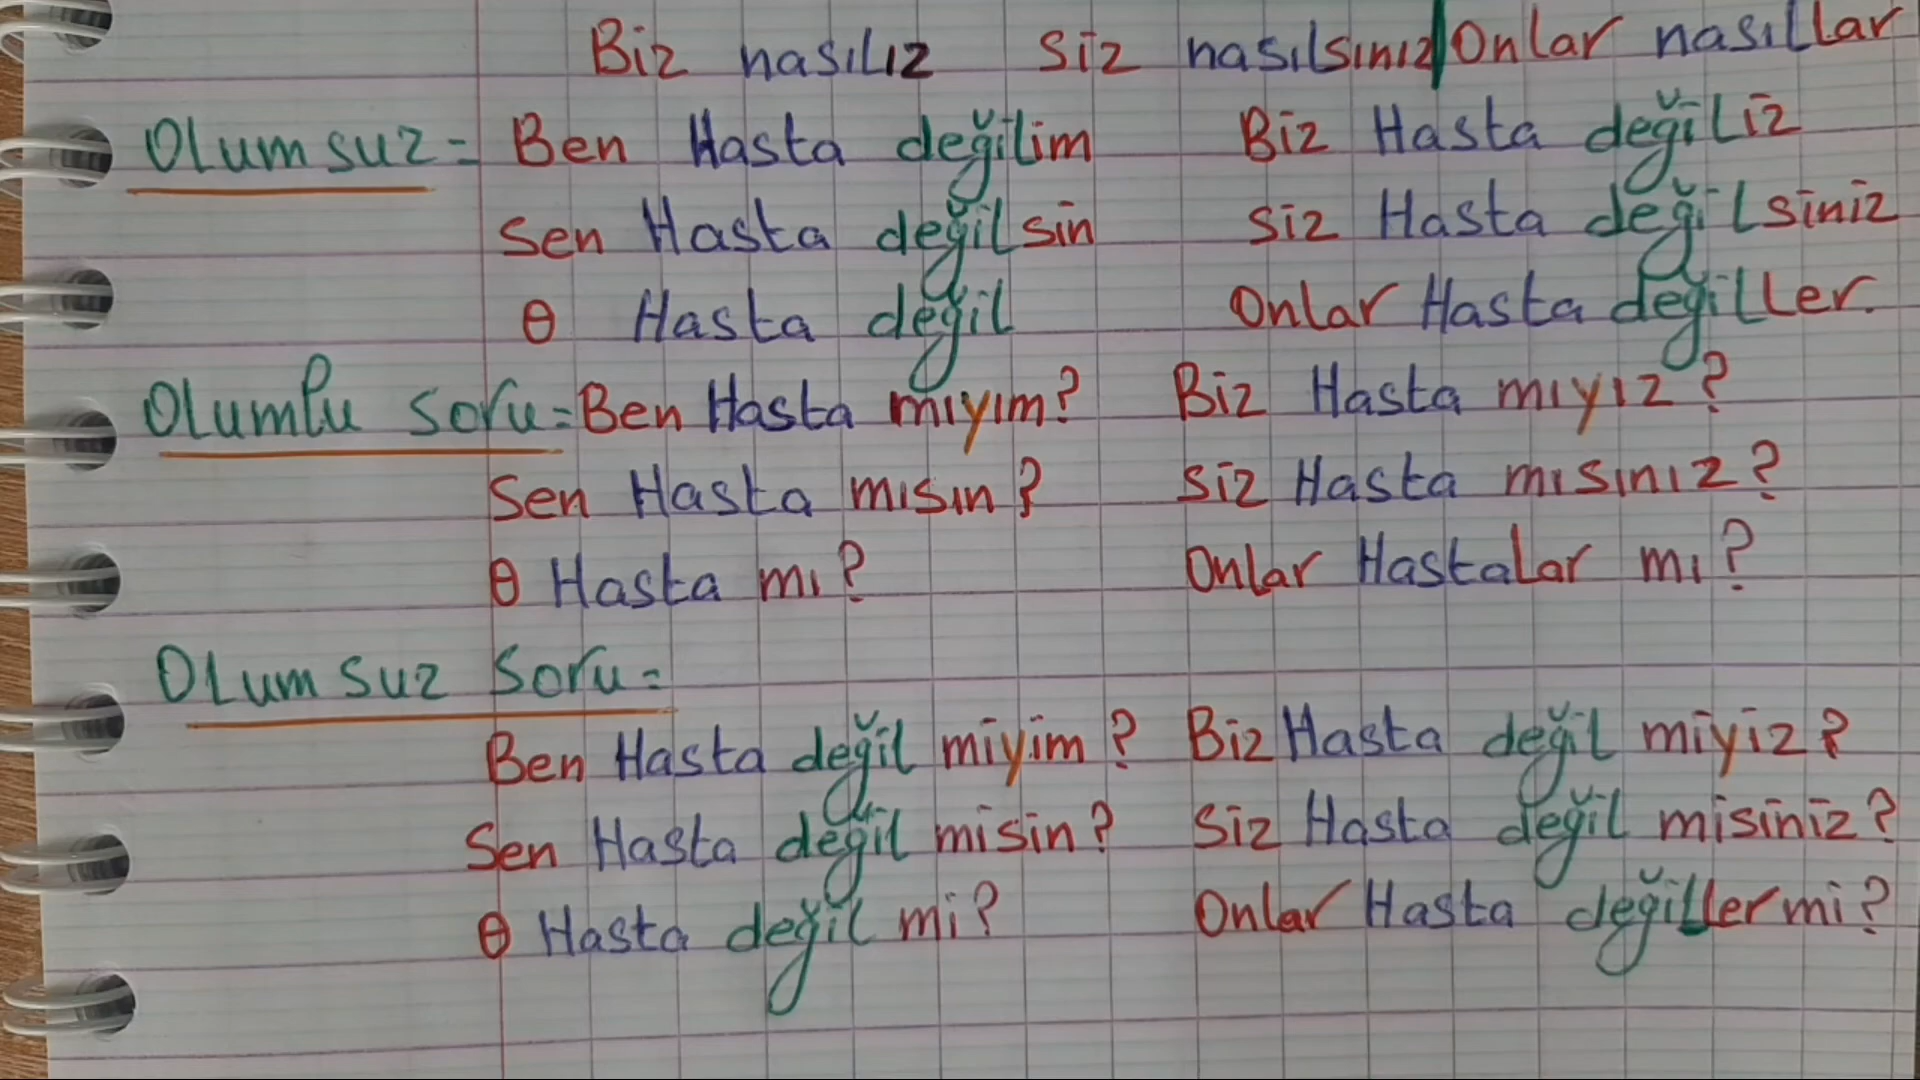 Biz nasılız siz nasılsınız/Onlar nasıllar
Olumsuz= Ben Hasta değilim Biz Hasta değiliz
Sen Hasta değilsin Siz Hasta değilsiniz
O Hasta değil Onlar Hasta değiller.
Olumlu soru= Ben Hasta mıyım? Biz Hasta mıyız?
Sen Hasta mısın? Siz Hasta mısınız?
O Hasta mı? Onlar Hastalar mı?
Olumsuz Soru=
Ben Hasta değil miyim? Biz Hasta değil miyiz?
Sen Hasta değil misin? Siz Hasta değil misiniz?
O Hasta değil mi? Onlar Hasta değiller mi?